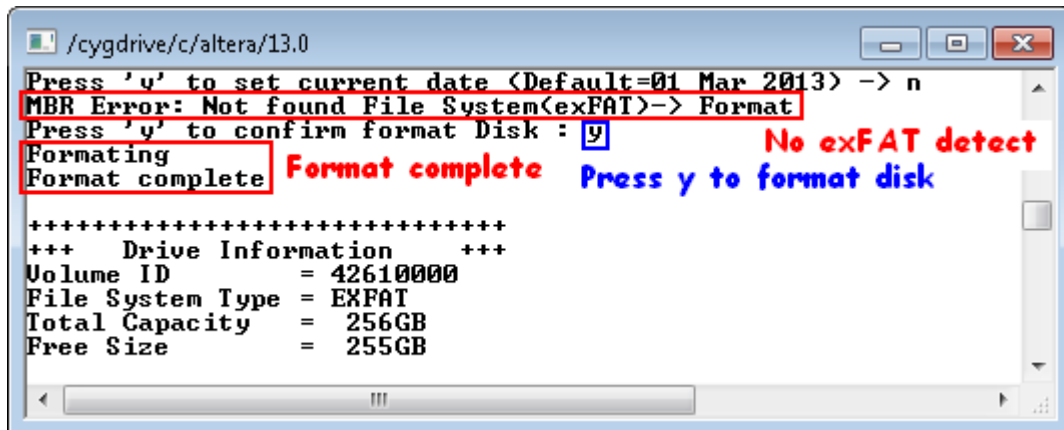 /cygdrive/c/altera/13.0
Press 'y' to set current date (Default=01 Mar 2013) -> n
MBR Error: Not found File System(exFAT)-> Format
Press 'y' to confirm format Disk : y
No exFAT detect
Formating
Format complete
Format complete
Press y to format disk
++++++++++++++++++++++++++++++
+++ Drive Information +++
Volume ID = 42610000
File System Type = EXFAT
Total Capacity = 256GB
Free Size = 255GB